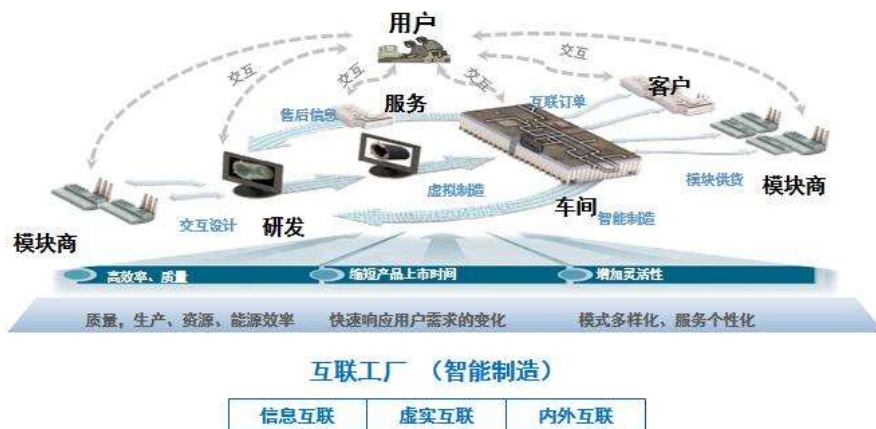 用户
交互
交互
交互
交互
交互
客户
服务
互联订单
售后信息
模块供货
模块商
虚拟制造
车间
智能制造
交互设计
研发
模块商
高效率、质量
缩短产品上市时间
增加灵活性
质量，生产、资源、能源效率
快速响应用户需求的变化
模式多样化、服务个性化
互联工厂 （智能制造）
信息互联
虚实互联
内外互联